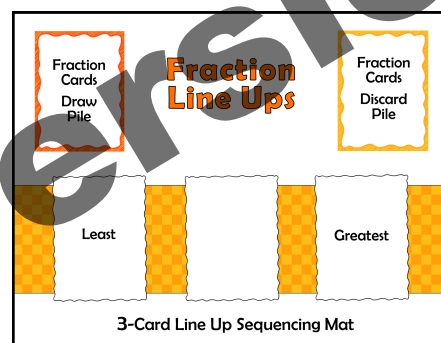 Fraction
Cards
Draw
Pile
Fraction
Line Ups
Fraction
Cards
Discard
Pile
Least
Greatest
3-Card Line Up Sequencing Mat